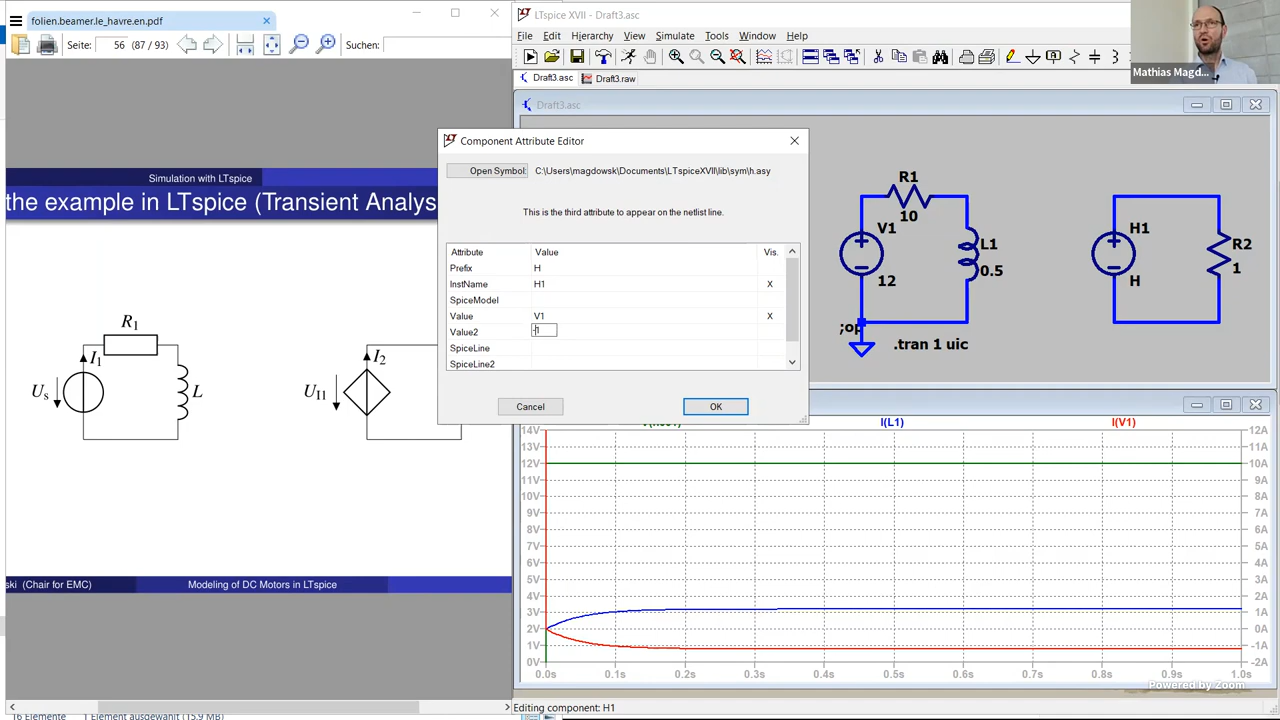 folien.beamer.le_havre.en.pdf
Seite: 56 (87 / 93) Suchen:
Simulation with LTspice
the example in LTspice (Transient Analys
R1
I1
Us
L
I2
UI1
ski (Chair for EMC) Modeling of DC Motors in LTspice
16 Elemente 1 Element ausgewählt (15,9 MB)
LTspice XVII - Draft3.asc
File Edit Hierarchy View Simulate Tools Window Help
Draft3.asc Draft3.raw
Mathias Magd...
Draft3.asc
Component Attribute Editor
Open Symbol: C:\Users\magdowsk\Documents\LTspiceXVII\lib\sym\h.asy
This is the third attribute to appear on the netlist line.
Attribute Value Vis.
Prefix H
InstName H1 X
SpiceModel
Value V1 X
Value2 -1
SpiceLine
SpiceLine2
Cancel OK
R1
10
V1
12
L1
0.5
H1
H
R2
1
;op
.tran 1 uic
I(L1) I(V1)
14V 12A
13V 11A
12V 10A
11V 9A
10V 8A
9V 7A
8V 6A
7V 5A
6V 4A
5V 3A
4V 2A
3V 1A
2V 0A
1V -1A
0V -2A
0.0s 0.1s 0.2s 0.3s 0.4s 0.5s 0.6s 0.7s 0.8s 0.9s 1.0s
Powered by Zoom
Editing component: H1